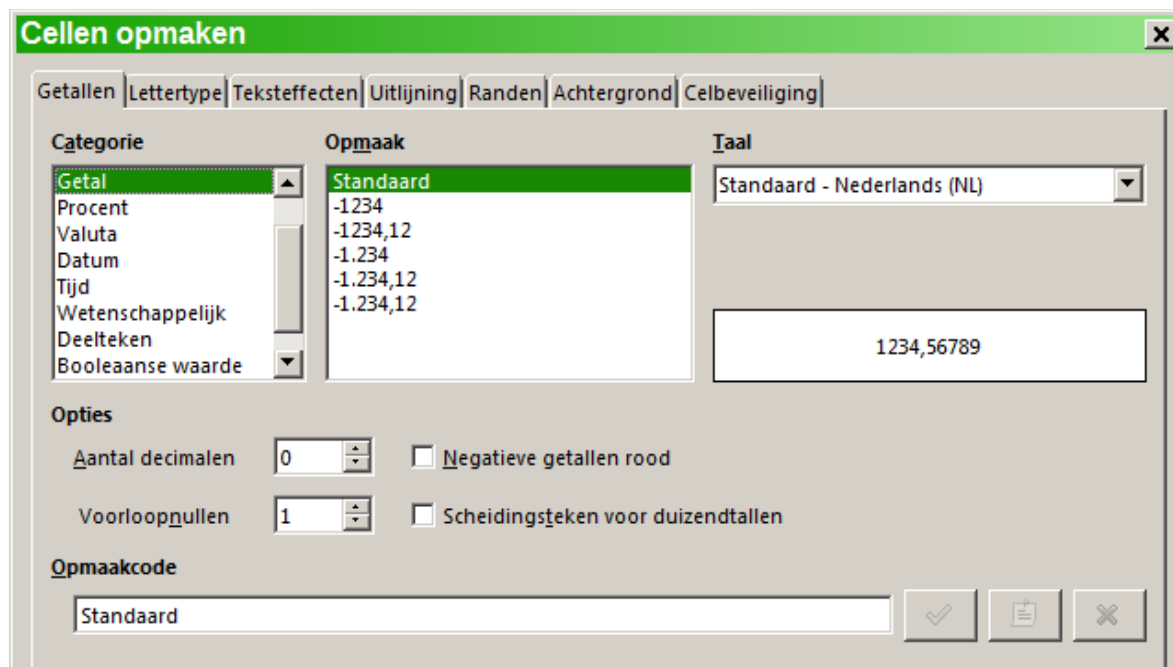 Cellen opmaken
Getallen Lettertype Teksteffecten Uitlijning Randen Achtergrond Celbeveiliging
Categorie
Getal
Procent
Valuta
Datum
Tijd
Wetenschappelijk
Deelteken
Booleaanse waarde
Opmaak
Standaard
-1234
-1234,12
-1.234
-1.234,12
-1.234,12
Taal
Standaard - Nederlands (NL)
1234,56789
Opties
Aantal decimalen 0 Negatieve getallen rood
Voorloopnullen 1 Scheidingsteken voor duizendtallen
Opmaakcode
Standaard